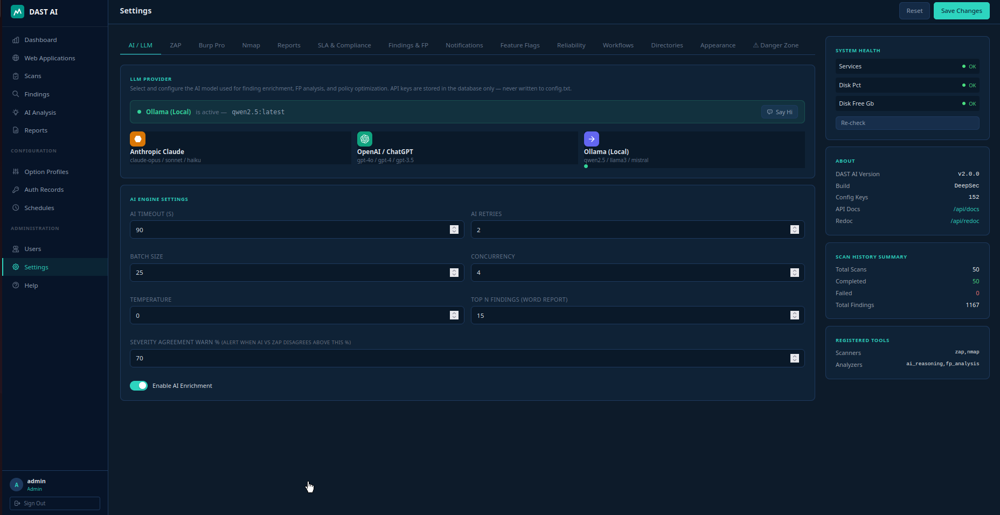 DAST AI
Dashboard
Web Applications
Scans
Findings
AI Analysis
Reports
CONFIGURATION
Option Profiles
Auth Records
Schedules
ADMINISTRATION
Users
Settings
Help
A
admin
Admin
Sign Out
Settings
Reset
Save Changes
AI / LLM ZAP Burp Pro Nmap Reports SLA & Compliance Findings & FP Notifications Feature Flags Reliability Workflows Directories Appearance ⚠ Danger Zone
LLM PROVIDER
Select and configure the AI model used for finding enrichment, FP analysis, and policy optimization. API keys are stored in the database only — never written to config.txt.
Ollama (Local) is active — qwen2.5:latest
Say Hi
Anthropic Claude
claude-opus / sonnet / haiku
OpenAI / ChatGPT
gpt-4o / gpt-4 / gpt-3.5
Ollama (Local)
qwen2.5 / llama3 / mistral
AI ENGINE SETTINGS
AI TIMEOUT (S)
90
AI RETRIES
2
BATCH SIZE
25
CONCURRENCY
4
TEMPERATURE
0
TOP N FINDINGS (WORD REPORT)
15
SEVERITY AGREEMENT WARN % (ALERT WHEN AI VS ZAP DISAGREES ABOVE THIS %)
70
Enable AI Enrichment
SYSTEM HEALTH
Services OK
Disk Pct OK
Disk Free Gb OK
Re-check
ABOUT
DAST AI Version v2.0.0
Build DeepSec
Config Keys 152
API Docs /api/docs
Redoc /api/redoc
SCAN HISTORY SUMMARY
Total Scans 50
Completed 50
Failed 0
Total Findings 1167
REGISTERED TOOLS
Scanners zap,nmap
Analyzers ai_reasoning,fp_analysis